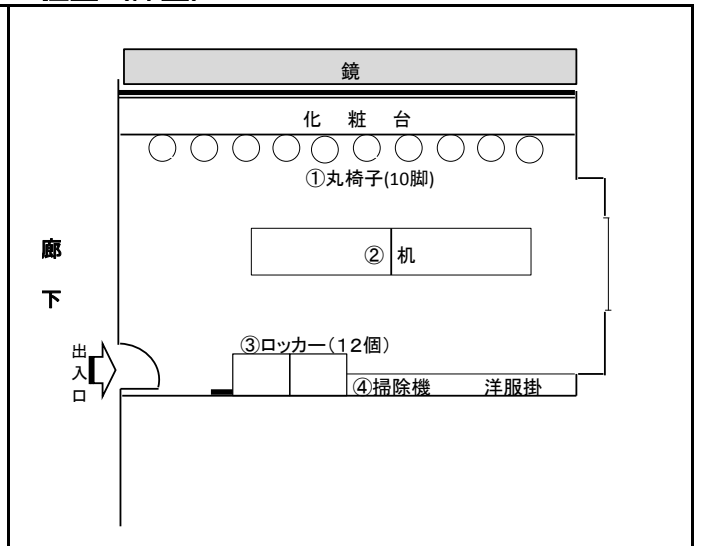 鏡
化 粧 台
①丸椅子(10脚)
②机
廊下
③ロッカー(12個)
出入口
④掃除機 洋服掛